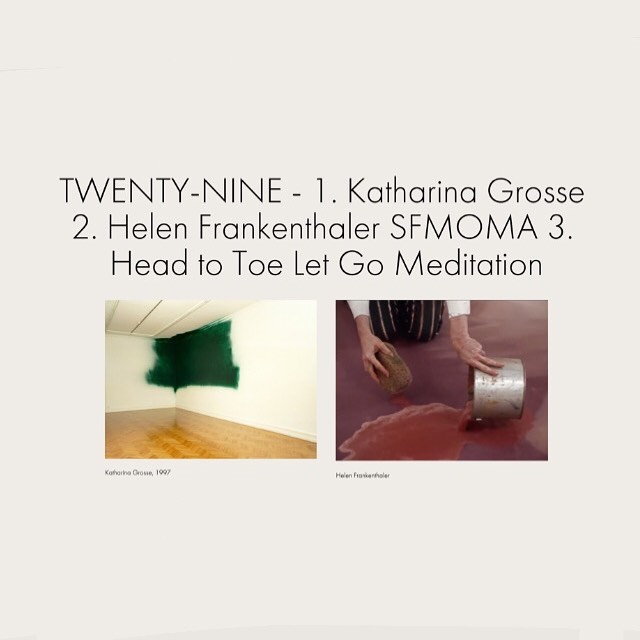 TWENTY-NINE - 1. Katharina Grosse
2. Helen Frankenthaler SFMOMA 3.
Head to Toe Let Go Meditation
Katharina Grosse, 1997
Helen Frankenthaler